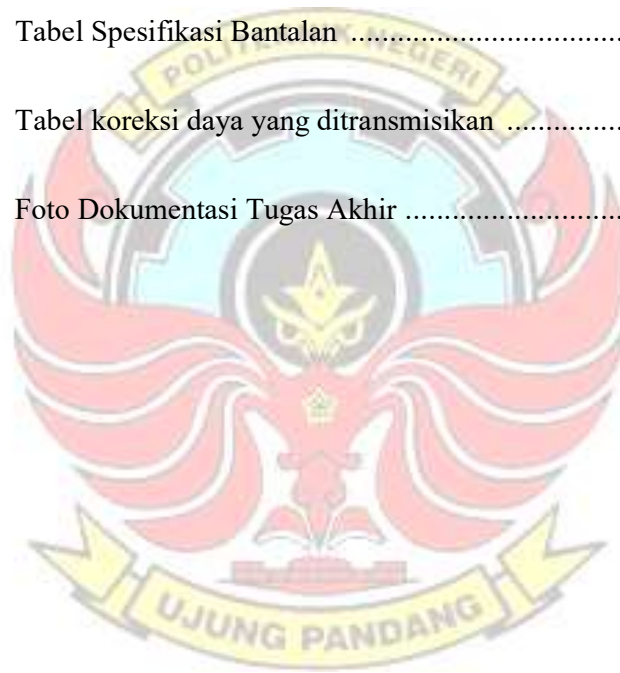 Tabel Spesifikasi Bantalan ...................................
POLITEKNIK NEGERI
Tabel koreksi daya yang ditransmisikan ...............
Foto Dokumentasi Tugas Akhir ............................
UJUNG PANDANG